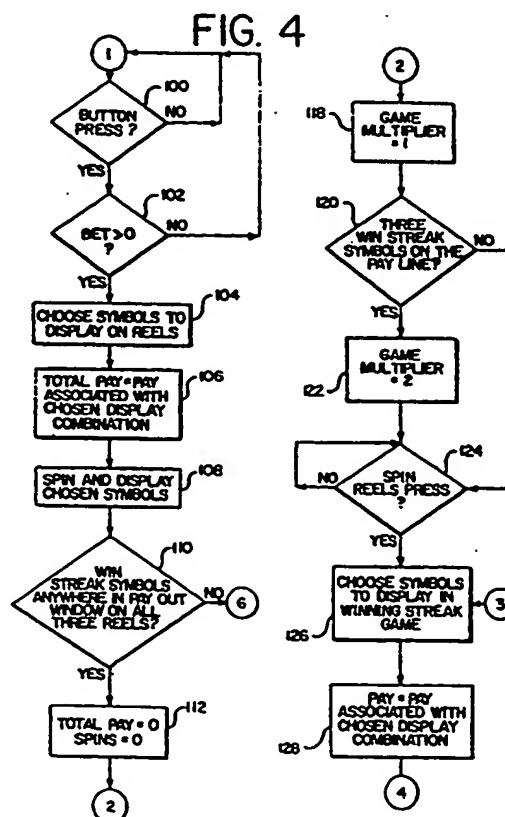 FIG. 4
1
100
BUTTON
PRESS ?
NO
YES
102
BET>0
?
NO
YES
104
CHOOSE SYMBOLS TO
DISPLAY ON REELS
TOTAL PAY=PAY
ASSOCIATED WITH
CHOSEN DISPLAY
COMBINATION
106
108
SPIN AND DISPLAY
CHOSEN SYMBOLS
110
WIN
STREAK SYMBOLS
ANYWHERE IN PAY OUT
WINDOW ON ALL
THREE REELS?
NO
6
YES
112
TOTAL PAY=0
SPINS=0
2
2
118
GAME
MULTIPLIER
=1
120
THREE
WIN STREAK
SYMBOLS ON THE
PAY LINE?
NO
YES
GAME
MULTIPLIER
=2
122
124
SPIN
REELS PRESS
?
NO
YES
CHOOSE SYMBOLS
TO DISPLAY IN
WINNING STREAK
GAME
126
3
PAY=PAY
ASSOCIATED WITH
CHOSEN DISPLAY
COMBINATION
128
4